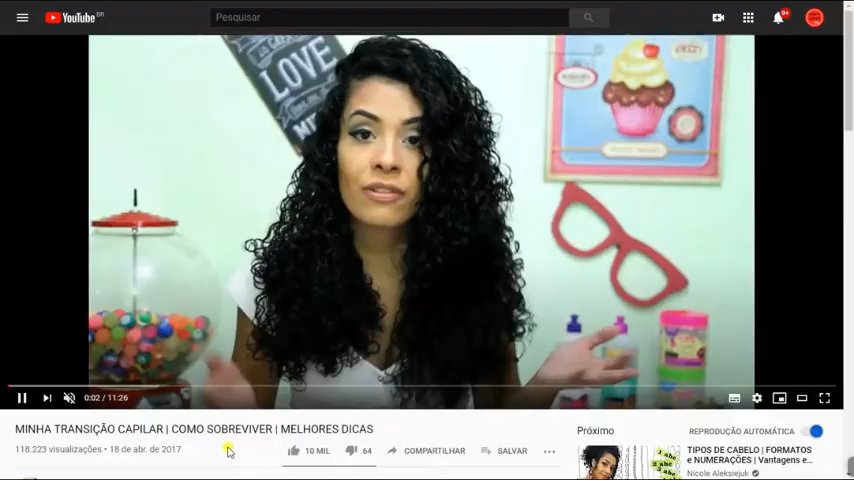 YouTube BR
Pesquisar
9+
LOVE
0:02 / 11:26
MINHA TRANSIÇÃO CAPILAR | COMO SOBREVIVER | MELHORES DICAS
118.223 visualizações • 18 de abr. de 2017
10 MIL
64
COMPARTILHAR
SALVAR
Próximo
REPRODUÇÃO AUTOMÁTICA
TIPOS DE CABELO | FORMATOS
e NUMERAÇÕES | Vantagens e...
Nicole Aleksiejuk